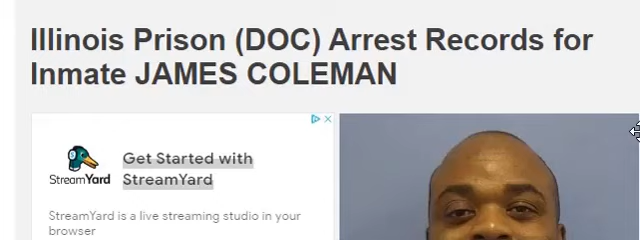 Illinois Prison (DOC) Arrest Records for
Inmate JAMES COLEMAN
Get Started with
StreamYard
StreamYard
StreamYard is a live streaming studio in your
browser